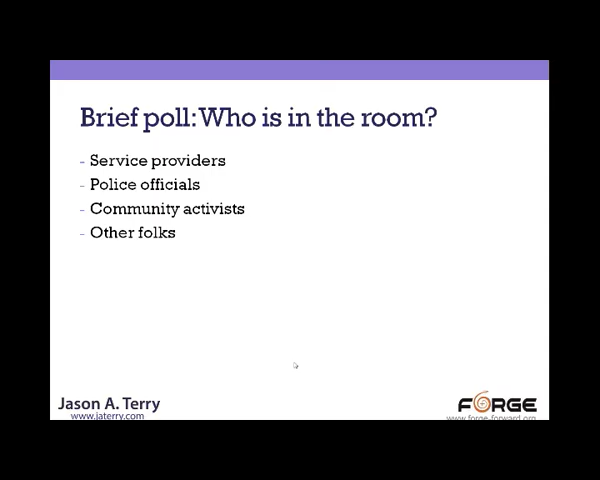 Brief poll: Who is in the room?
- Service providers
- Police officials
- Community activists
- Other folks
Jason A. Terry
www.jaterry.com
FORGE
www.forge-forward.org